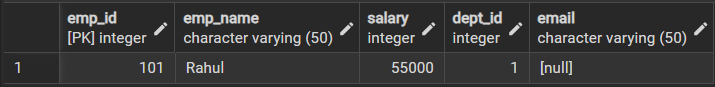 emp_id emp_name salary dept_id email
[PK] integer character varying (50) integer integer character varying (50)
1 101 Rahul 55000 1 [null]